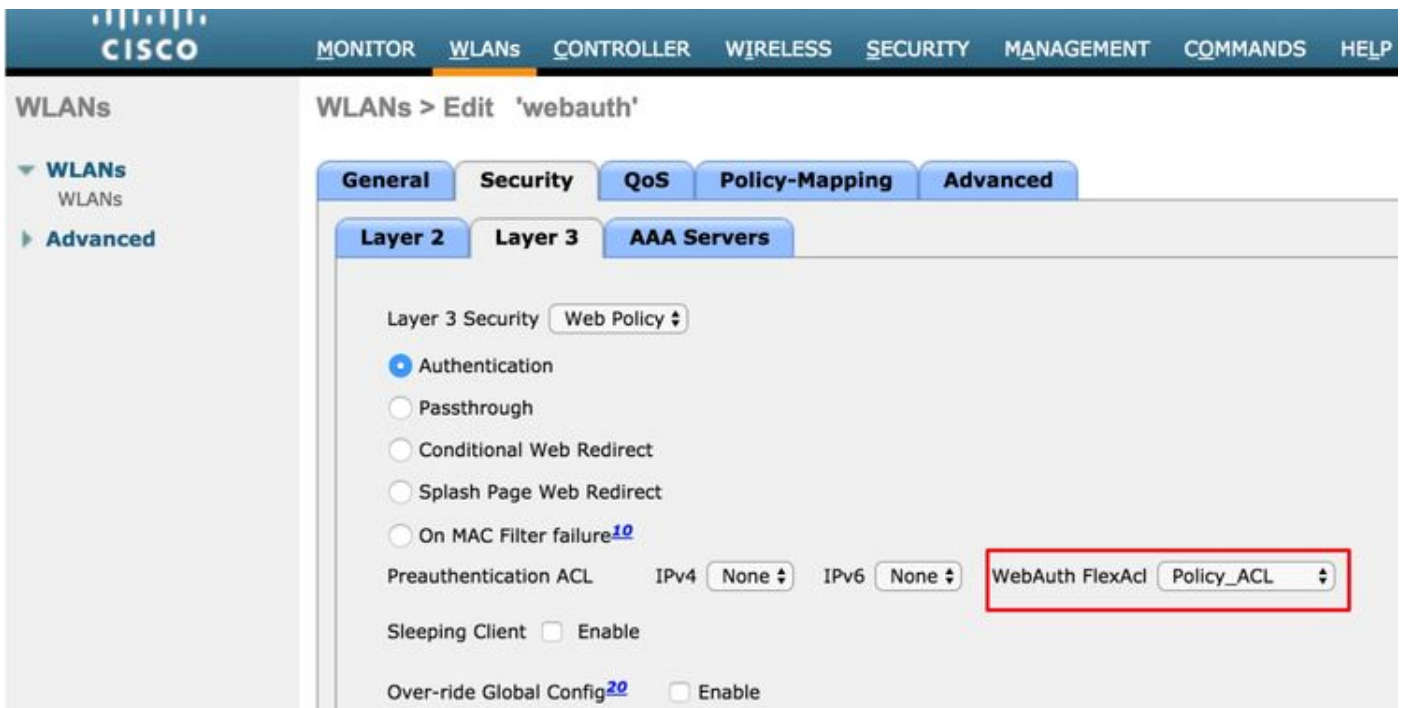 CISCO
MONITOR WLANs CONTROLLER WIRELESS SECURITY MANAGEMENT COMMANDS HELP
WLANs
WLANs > Edit 'webauth'
WLANs
WLANs
Advanced
General Security QoS Policy-Mapping Advanced
Layer 2 Layer 3 AAA Servers
Layer 3 Security Web Policy
Authentication
Passthrough
Conditional Web Redirect
Splash Page Web Redirect
On MAC Filter failure10
Preauthentication ACL IPv4 None IPv6 None WebAuth FlexAcl Policy_ACL
Sleeping Client Enable
Over-ride Global Config20 Enable